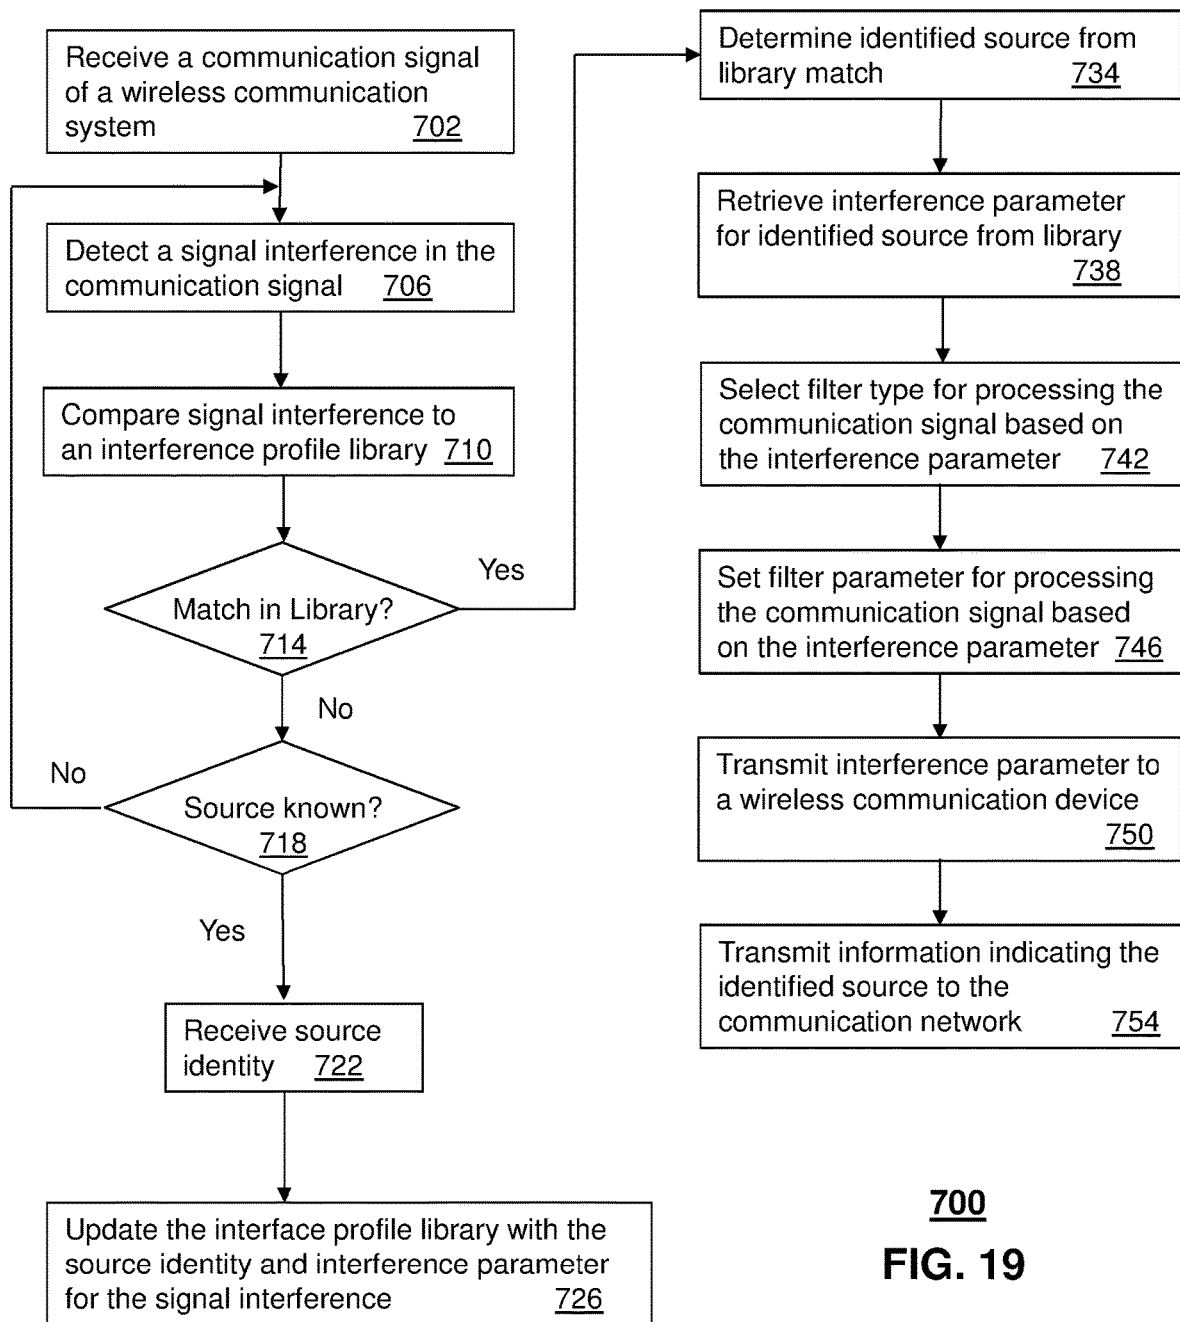 Receive a communication signal
of a wireless communication
system 702
Detect a signal interference in the
communication signal 706
Compare signal interference to
an interference profile library 710
Match in Library?
714
Yes
No
Source known?
718
No
Yes
Receive source
identity 722
Update the interface profile library with the
source identity and interference parameter
for the signal interference 726
Determine identified source from
library match 734
Retrieve interference parameter
for identified source from library
738
Select filter type for processing the
communication signal based on
the interference parameter 742
Set filter parameter for processing
the communication signal based
on the interference parameter 746
Transmit interference parameter to
a wireless communication device
750
Transmit information indicating the
identified source to the
communication network 754
700
FIG. 19